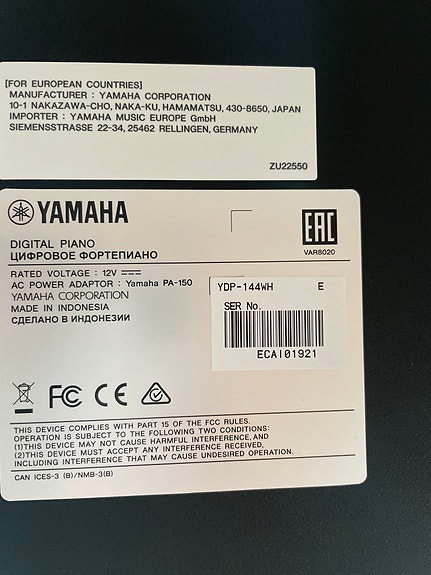 [FOR EUROPEAN COUNTRIES]
MANUFACTURER : YAMAHA CORPORATION
10-1 NAKAZAWA-CHO, NAKA-KU, HAMAMATSU, 430-8650, JAPAN
IMPORTER : YAMAHA MUSIC EUROPE GmbH
SIEMENSSTRASSE 22-34, 25462 RELLINGEN, GERMANY
ZU22550
YAMAHA
EAC
VAR8020
DIGITAL PIANO
ЦИФРОВОЕ ФОРТЕПИАНО
RATED VOLTAGE : 12V
AC POWER ADAPTOR : Yamaha PA-150
YAMAHA CORPORATION
MADE IN INDONESIA
СДЕЛАНО В ИНДОНЕЗИИ
YDP-144WH E
SER No.
ECAI01921
FC CE
THIS DEVICE COMPLIES WITH PART 15 OF THE FCC RULES.
OPERATION IS SUBJECT TO THE FOLLOWING TWO CONDITIONS:
(1)THIS DEVICE MAY NOT CAUSE HARMFUL INTERFERENCE, AND
(2)THIS DEVICE MUST ACCEPT ANY INTERFERENCE RECEIVED,
INCLUDING INTERFERENCE THAT MAY CAUSE UNDESIRED OPERATION.
CAN ICES-3 (B)/NMB-3(B)